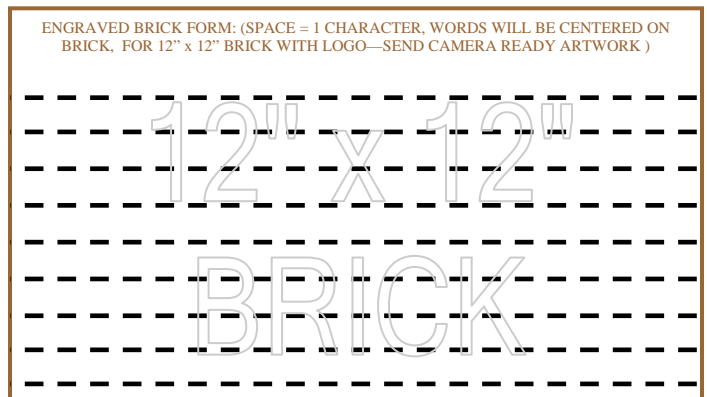 ENGRAVED BRICK FORM: (SPACE = 1 CHARACTER, WORDS WILL BE CENTERED ON
BRICK,  FOR 12” x 12” BRICK WITH LOGO—SEND CAMERA READY ARTWORK )
12" x 12"
BRICK